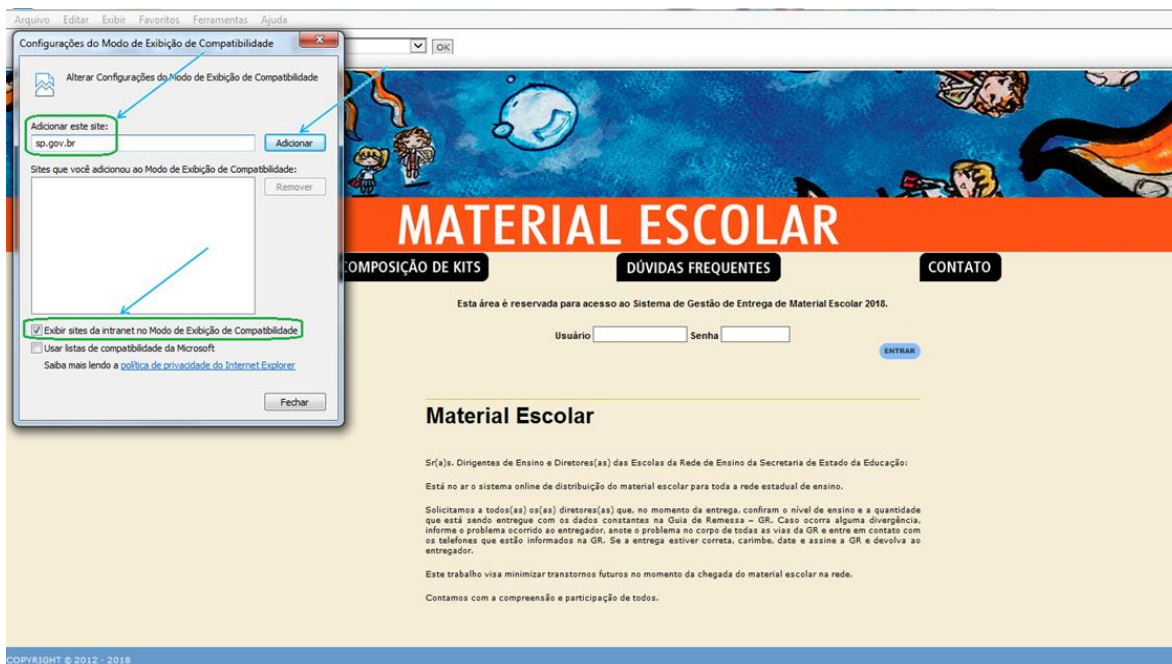 Arquivo Editar Exibir Favoritos Ferramentas Ajuda
Configurações do Modo de Exibição de Compatibilidade
Alterar Configurações do Modo de Exibição de Compatibilidade
Adicionar este site:
sp.gov.br
Adicionar
Sites que você adicionou ao Modo de Exibição de Compatibilidade:
Remover
Exibir sites da intranet no Modo de Exibição de Compatibilidade
Usar listas de compatibilidade da Microsoft
Saiba mais lendo a política de privacidade do Internet Explorer
Fechar
OK
MATERIAL ESCOLAR
COMPOSIÇÃO DE KITS
DÚVIDAS FREQUENTES
CONTATO
Esta área é reservada para acesso ao Sistema de Gestão de Entrega de Material Escolar 2018.
Usuário
Senha
ENTRAR
Material Escolar
Sr(a)s. Dirigentes de Ensino e Diretores(as) das Escolas da Rede de Ensino da Secretaria de Estado da Educação:
Está no ar o sistema online de distribuição do material escolar para toda a rede estadual de ensino.
Solicitamos a todos(as) os(as) diretores(as) que, no momento da entrega, confiram o nível de ensino e a quantidade
que está sendo entregue com os dados constantes na Guia de Remessa – GR. Caso ocorra alguma divergência,
informe o problema ocorrido ao entregador, anote o problema no corpo de todas as vias da GR e entre em contato com
os telefones que estão informados na GR. Se a entrega estiver correta, carimbe, date e assine a GR e devolva ao
entregador.
Este trabalho visa minimizar transtornos futuros no momento da chegada do material escolar na rede.
Contamos com a compreensão e participação de todos.
COPYRIGHT © 2012 - 2018